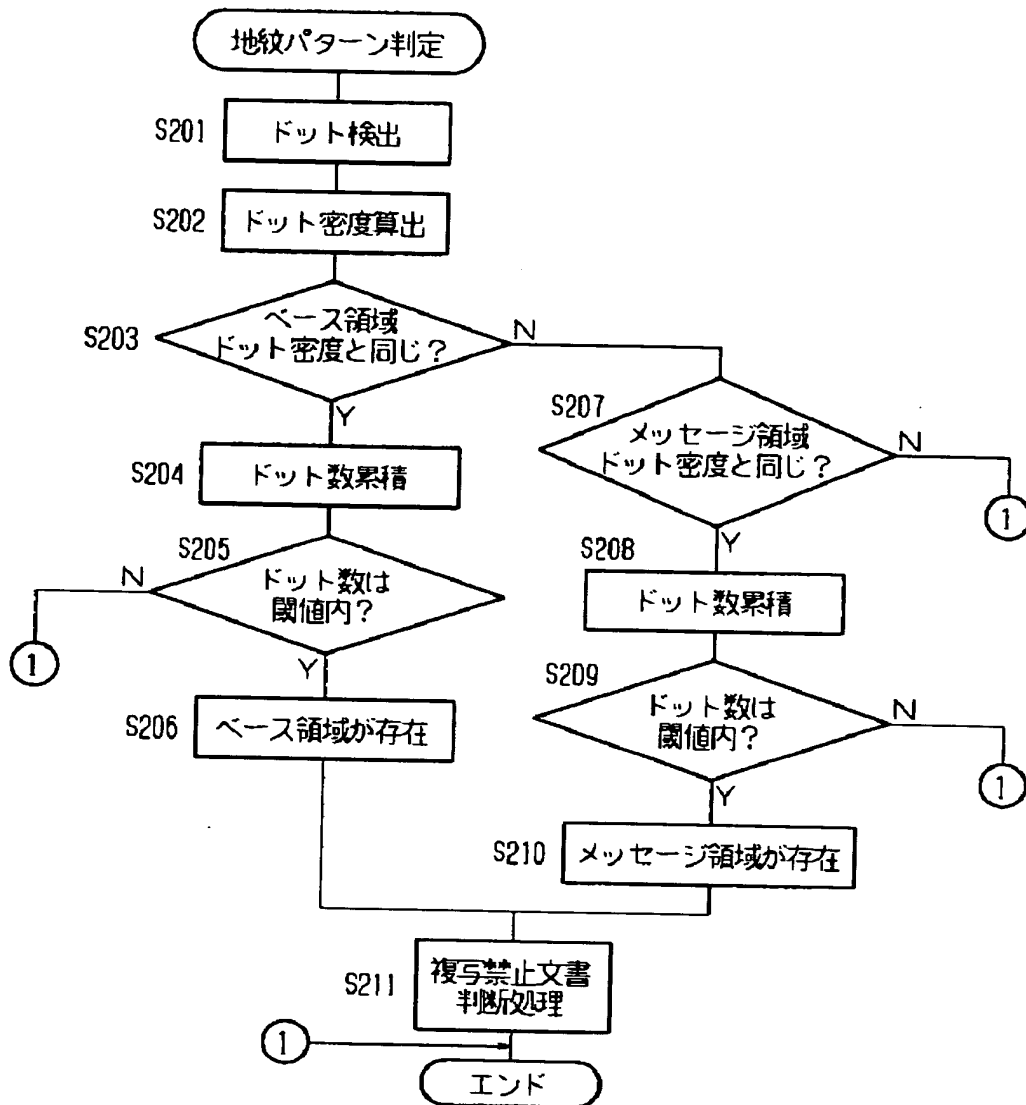 地紋パターン判定
S201
ドット検出
S202
ドット密度算出
S203
ベース領域
ドット密度と同じ？
N
Y
S204
ドット数累積
S205
ドット数は
閾値内？
N
①
Y
S206
ベース領域が存在
S207
メッセージ領域
ドット密度と同じ？
N
①
Y
S208
ドット数累積
S209
ドット数は
閾値内？
N
①
Y
S210
メッセージ領域が存在
S211
複写禁止文書
判断処理
①
エンド